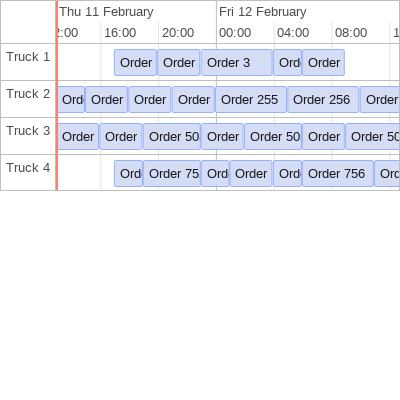 Thu 11 February Fri 12 February
:00 16:00 20:00 00:00 04:00 08:00 1
Truck 1 Order Order Order 3 Ord Order
Truck 2 Ord Order Order Order Order 255 Order 256 Order
Truck 3 Order Order Order 50 Order Order 50 Order Order 50
Truck 4 Order Order 75 Ord Order Ord Order 756 Ord